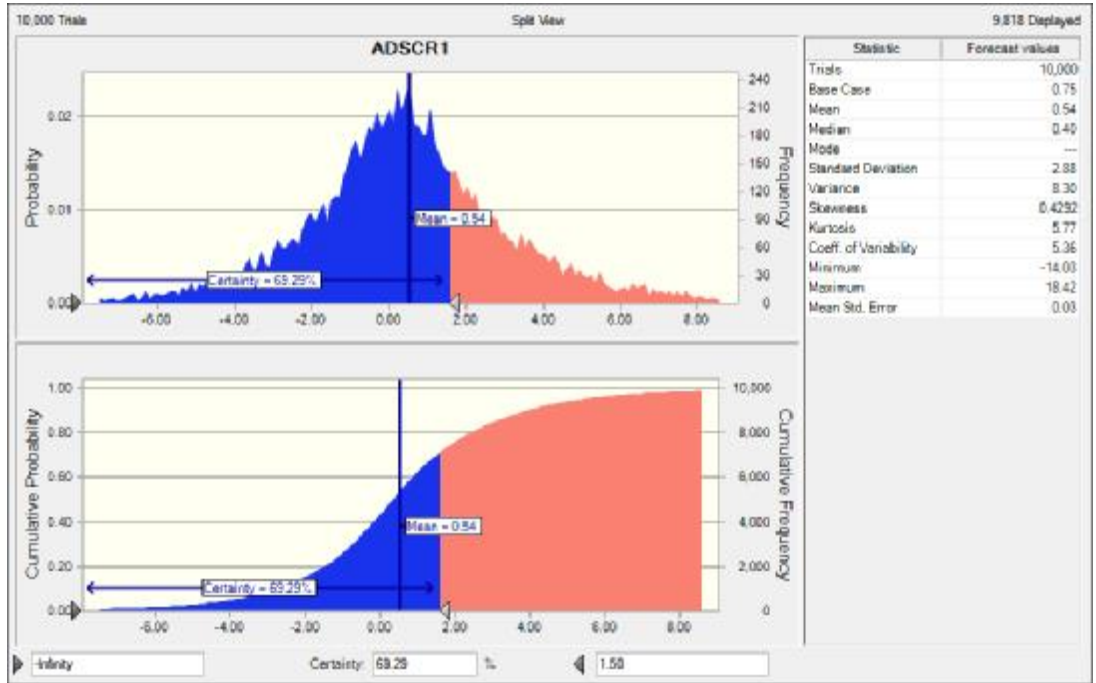 10,000 Trials Split View 9,818 Displayed
ADSCR1
Probability
0.02
0.01
0.00
240
210
180
150
120
90
60
30
0
Frequency
Mean = 0.54
Certainty = 69.29%
-6.00 -4.00 -2.00 0.00 2.00 4.00 6.00 8.00
Cumulative Probability
1.00
0.80
0.60
0.40
0.20
0.00
10,000
8,000
6,000
4,000
2,000
0
Cumulative Frequency
Mean = 0.54
Certainty = 69.29%
-6.00 -4.00 -2.00 0.00 2.00 4.00 6.00 8.00
Statistic Forecast values
Trials 10,000
Base Case 0.75
Mean 0.54
Median 0.40
Mode ---
Standard Deviation 2.88
Variance 8.30
Skewness 0.4292
Kurtosis 5.77
Coeff. of Variability 5.36
Minimum -14.03
Maximum 18.42
Mean Std. Error 0.03
-Infinity Certainty: 69.29 % 1.50